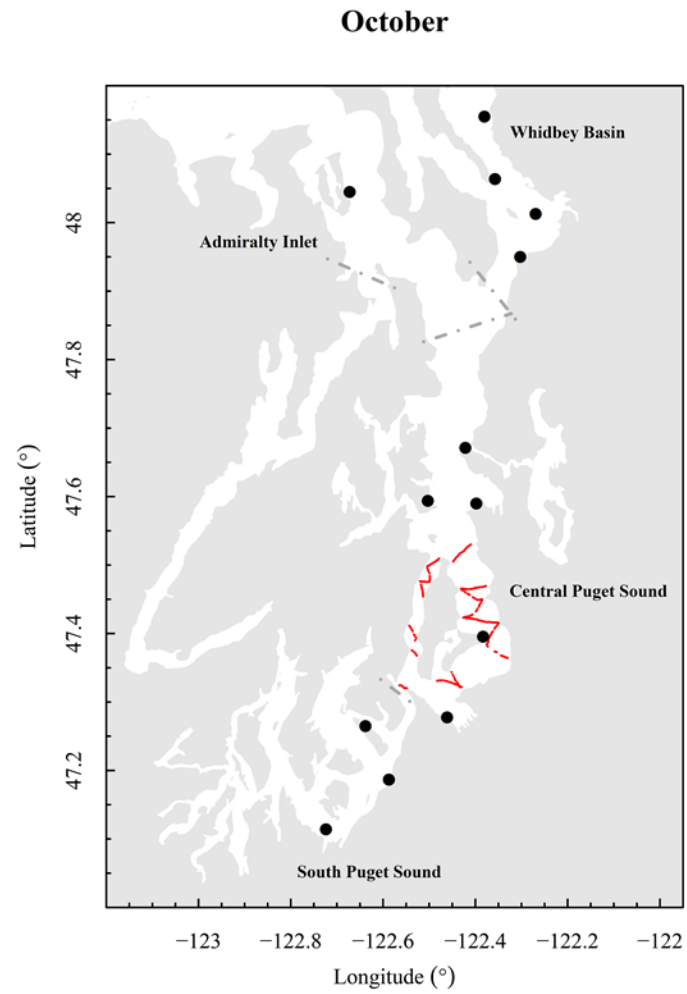 October
Whidbey Basin
Admiralty Inlet
Central Puget Sound
South Puget Sound
48
47.8
47.6
47.4
47.2
Latitude (°)
−123
−122.8
−122.6
−122.4
−122.2
−122
Longitude (°)